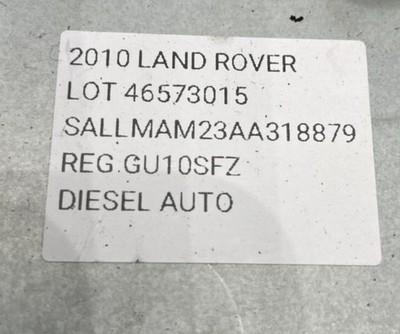 2010 LAND ROVER
LOT 46573015
SALLMAM23AA318879
REG.GU10SFZ
DIESEL AUTO